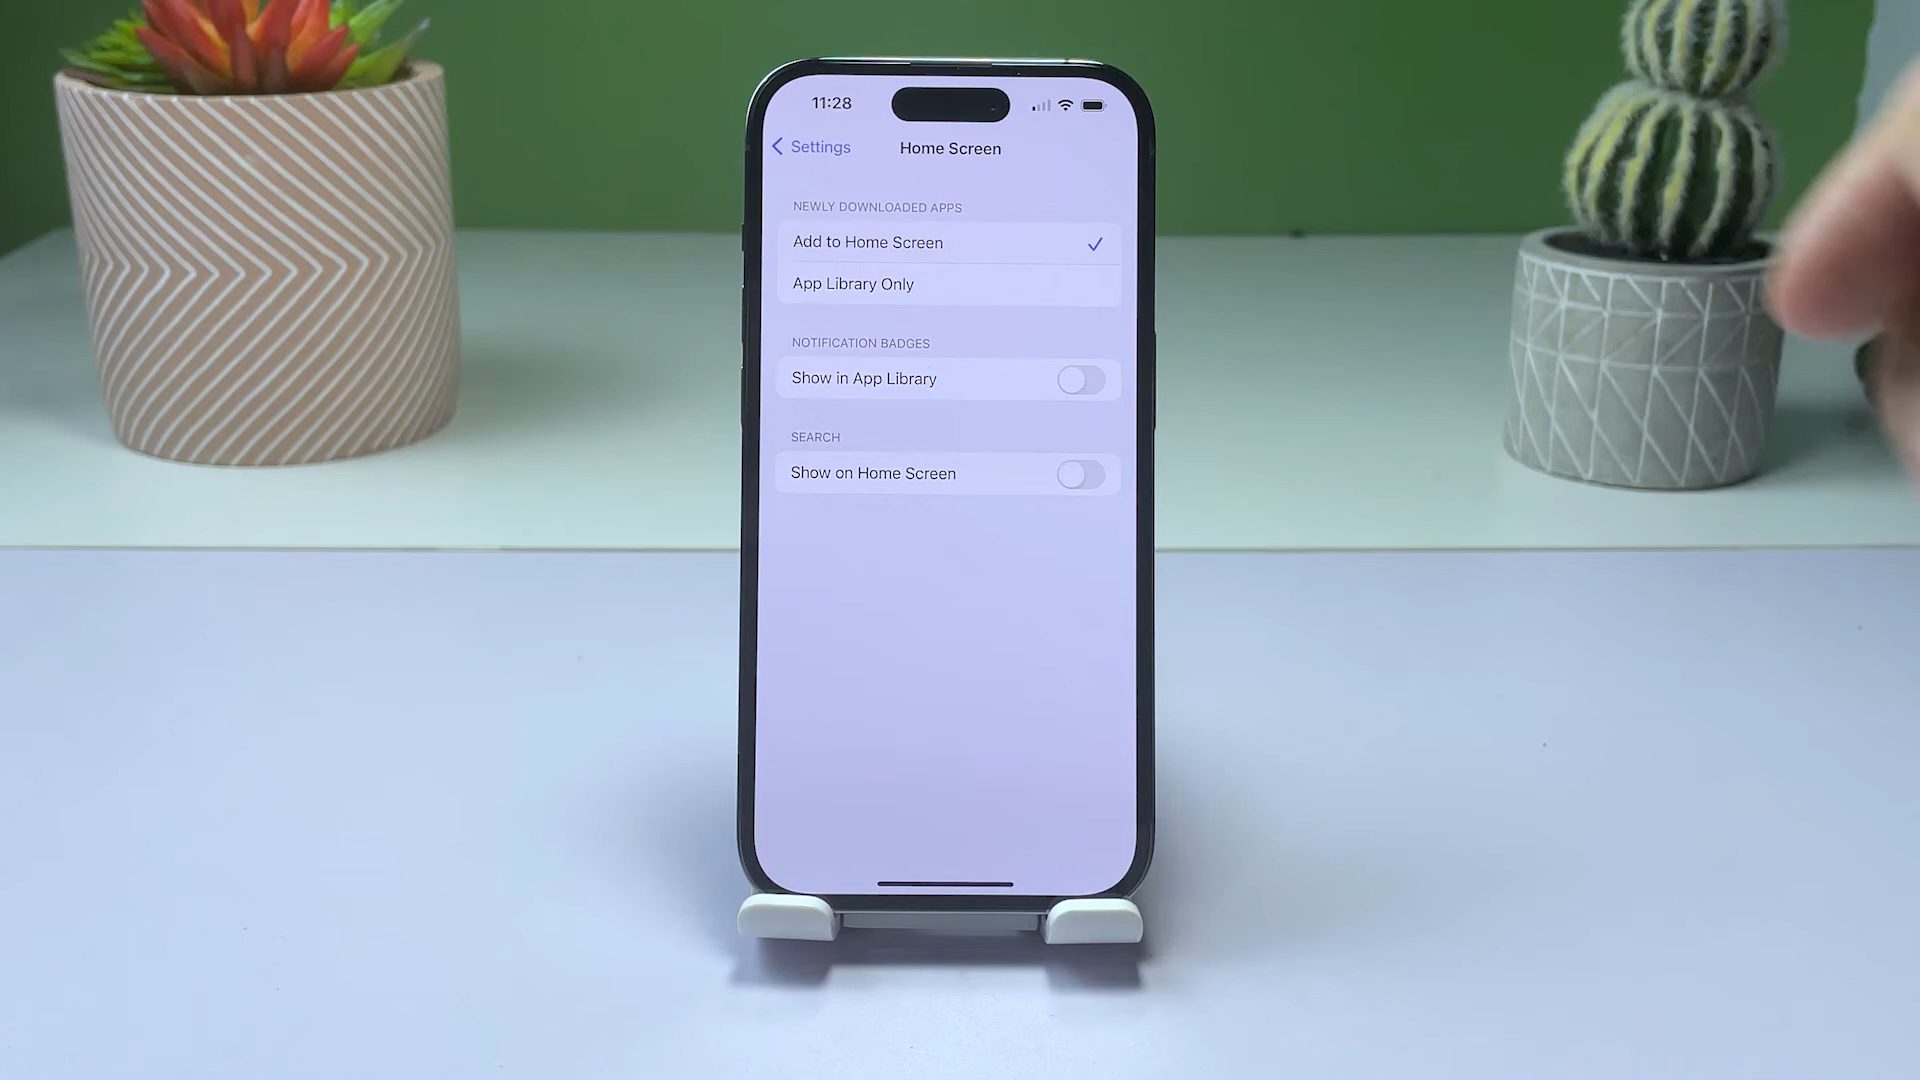 11:28
Settings
Home Screen
NEWLY DOWNLOADED APPS
Add to Home Screen
App Library Only
NOTIFICATION BADGES
Show in App Library
SEARCH
Show on Home Screen